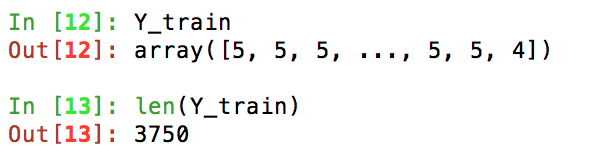 In [12]: Y_train
Out[12]: array([5, 5, 5, ..., 5, 5, 4])
In [13]: len(Y_train)
Out[13]: 3750